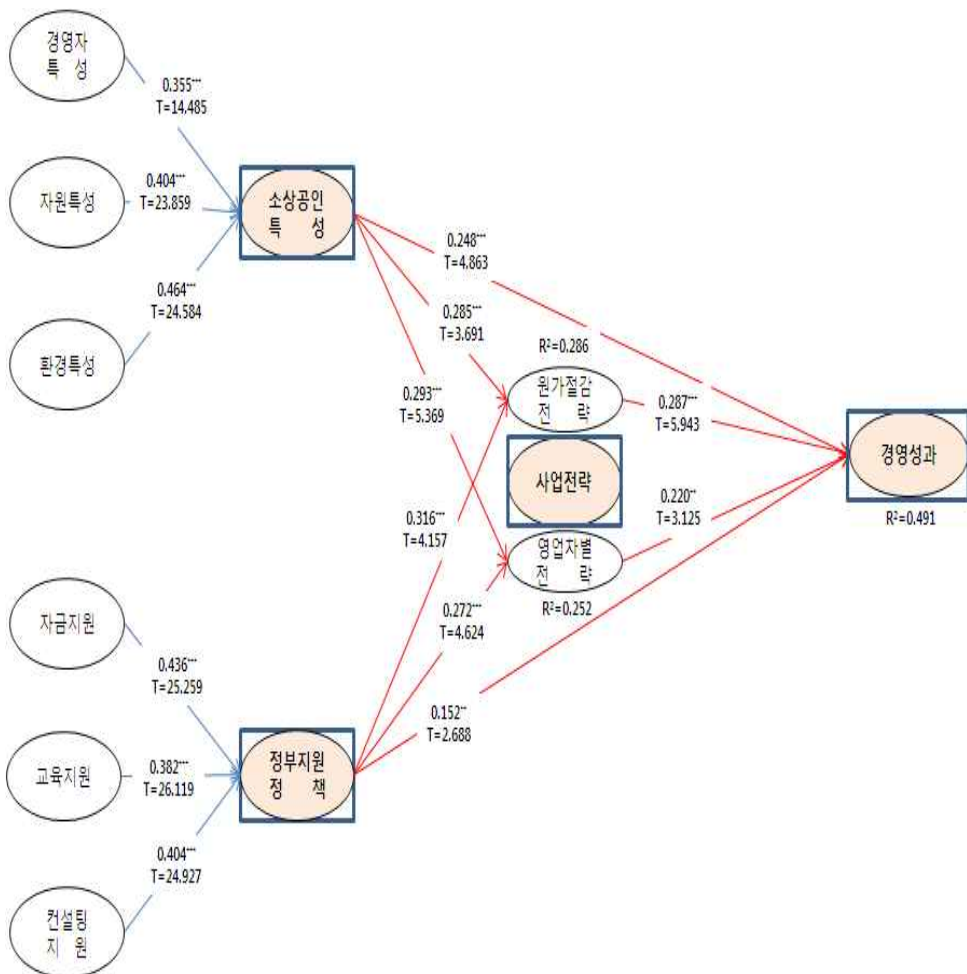 경영자
특 성
0.355***
T=14.485
자원특성
0.404***
T=23.859
소상공인
특 성
0.464***
T=24.584
환경특성
0.248***
T=4.863
0.285***
T=3.691
R²=0.286
0.293***
T=5.369
원가절감
전 략
0.287***
T=5.943
사업전략
경영성과
R²=0.491
0.220**
T=3.125
0.316***
T=4.157
영업자별
전 략
R²=0.252
0.272***
T=4.624
자금지원
0.436***
T=25.259
0.152**
T=2.688
교육지원
0.382***
T=26.119
정부지원
정 책
0.404***
T=24.927
컨설팅
지 원